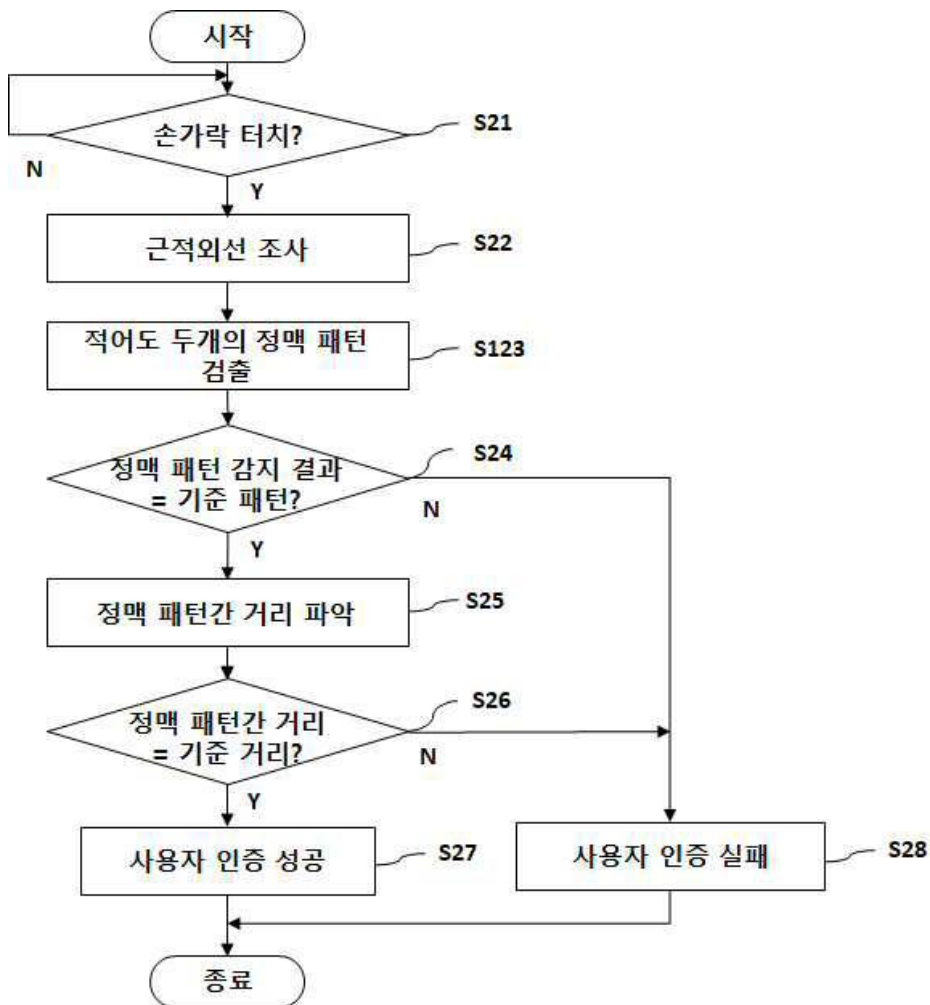 시작
손가락 터치?
S21
N
Y
근적외선 조사
S22
적어도 두개의 정맥 패턴
검출
S123
정맥 패턴 감지 결과
= 기준 패턴?
S24
N
Y
정맥 패턴간 거리 파악
S25
정맥 패턴간 거리
= 기준 거리?
S26
N
Y
사용자 인증 성공
S27
사용자 인증 실패
S28
종료